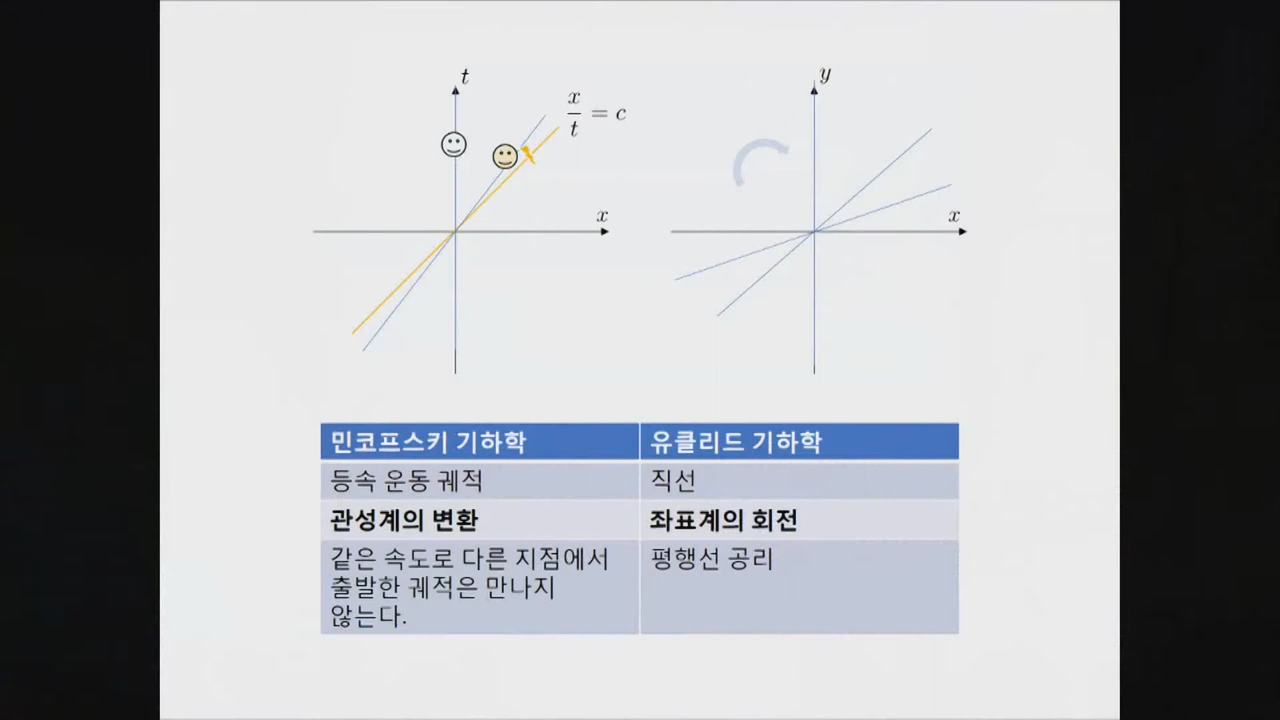 t
x/t = c
x
y
x
민코프스키 기하학
유클리드 기하학
등속 운동 궤적
직선
관성계의 변환
좌표계의 회전
같은 속도로 다른 지점에서
출발한 궤적은 만나지
않는다.
평행선 공리